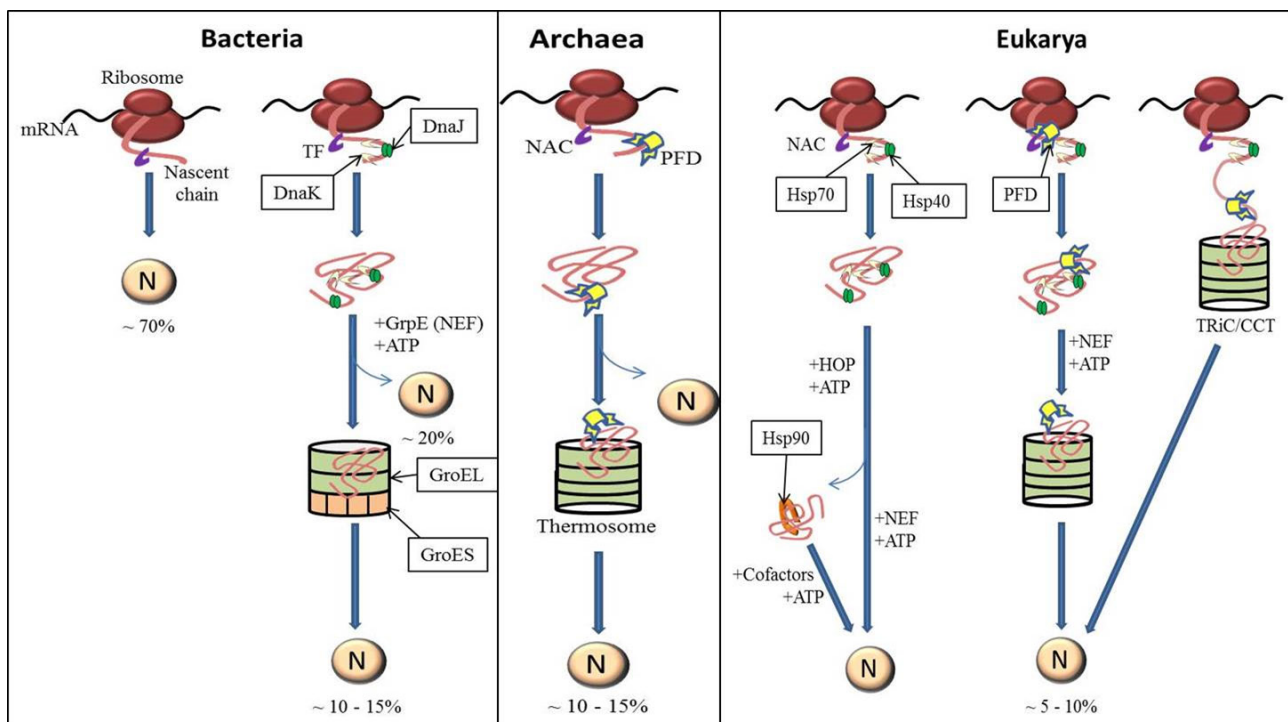 Bacteria
Ribosome
mRNA
Nascent
chain
N
~ 70%
TF
DnaJ
DnaK
+GrpE (NEF)
+ATP
N
~ 20%
GroEL
GroES
N
~ 10 - 15%
Archaea
NAC
PFD
N
Thermosome
N
~ 10 - 15%
Eukarya
NAC
Hsp70
Hsp40
+HOP
+ATP
Hsp90
+NEF
+ATP
+Cofactors
+ATP
N
PFD
+NEF
+ATP
TRiC/CCT
N
~ 5 - 10%